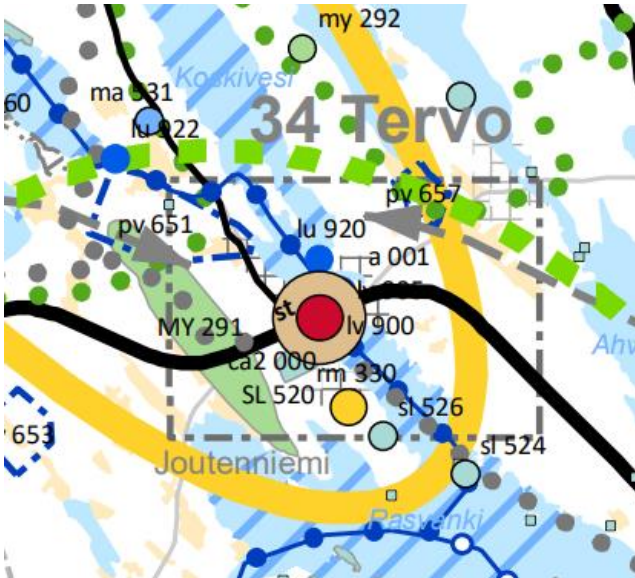 my 292
Koskivesi
60
ma 531
34 Tervo
lu 922
pv 657
pv 651
lu 920
a 001
st
MY 291
lv 900
Ahv
ca2 000
rm 330
SL 520
sl 526
653
sl 524
Joutenniemi
Rasvanki